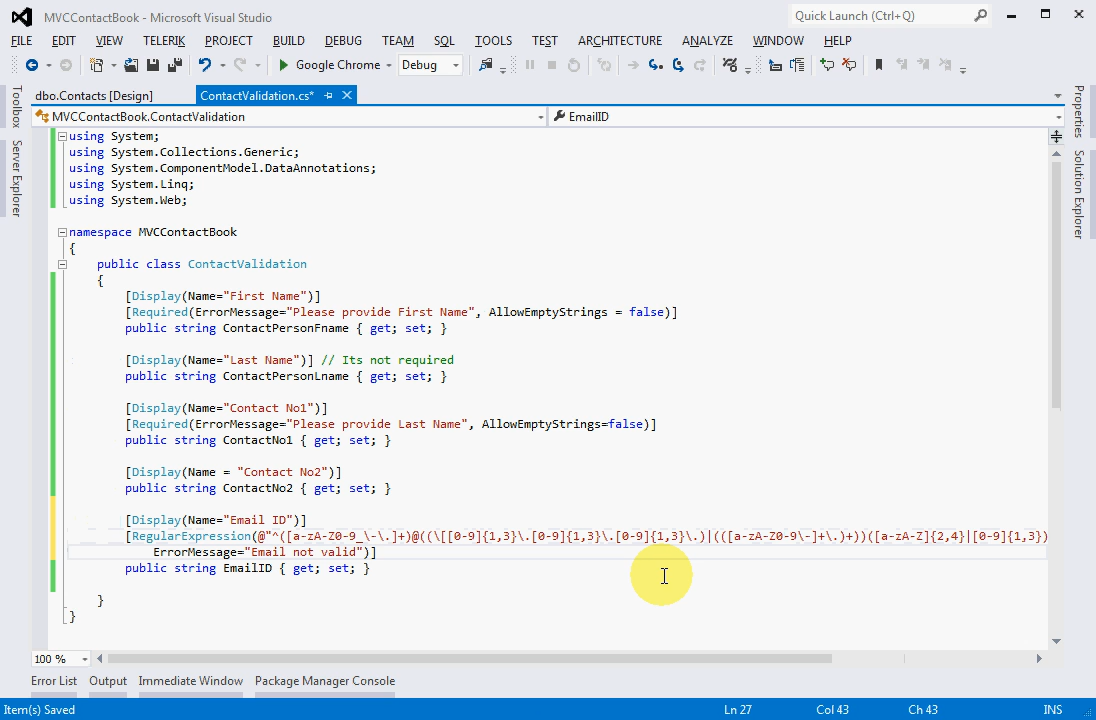 MVCContactBook - Microsoft Visual Studio
Quick Launch (Ctrl+Q)
FILE EDIT VIEW TELERIK PROJECT BUILD DEBUG TEAM SQL TOOLS TEST ARCHITECTURE ANALYZE WINDOW HELP
Google Chrome Debug
dbo.Contacts [Design] ContactValidation.cs*
MVCContactBook.ContactValidation EmailID
Toolbox
Server Explorer
Properties
Solution Explorer
using System;
using System.Collections.Generic;
using System.ComponentModel.DataAnnotations;
using System.Linq;
using System.Web;
namespace MVCContactBook
{
public class ContactValidation
{
[Display(Name="First Name")]
[Required(ErrorMessage="Please provide First Name", AllowEmptyStrings = false)]
public string ContactPersonFname { get; set; }
[Display(Name="Last Name")] // Its not required
public string ContactPersonLname { get; set; }
[Display(Name="Contact No1")]
[Required(ErrorMessage="Please provide Last Name", AllowEmptyStrings=false)]
public string ContactNo1 { get; set; }
[Display(Name = "Contact No2")]
public string ContactNo2 { get; set; }
[Display(Name="Email ID")]
[RegularExpression(@"^([a-zA-Z0-9_\-\.]+)@((\[[0-9]{1,3}\.[0-9]{1,3}\.[0-9]{1,3}\.)|(([a-zA-Z0-9\-]+\.)+))([a-zA-Z]{2,4}|[0-9]{1,3})
ErrorMessage="Email not valid")]
public string EmailID { get; set; }
}
}
100 %
Error List Output Immediate Window Package Manager Console
Item(s) Saved Ln 27 Col 43 Ch 43 INS